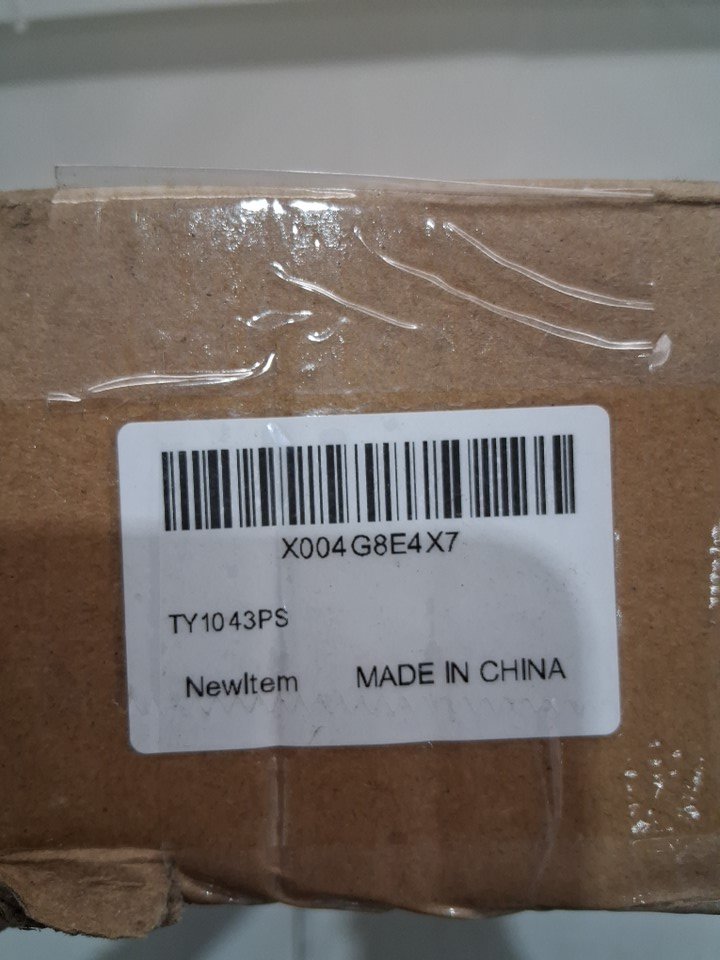 X004G8E4X7
TY1043PS
NewItem MADE IN CHINA